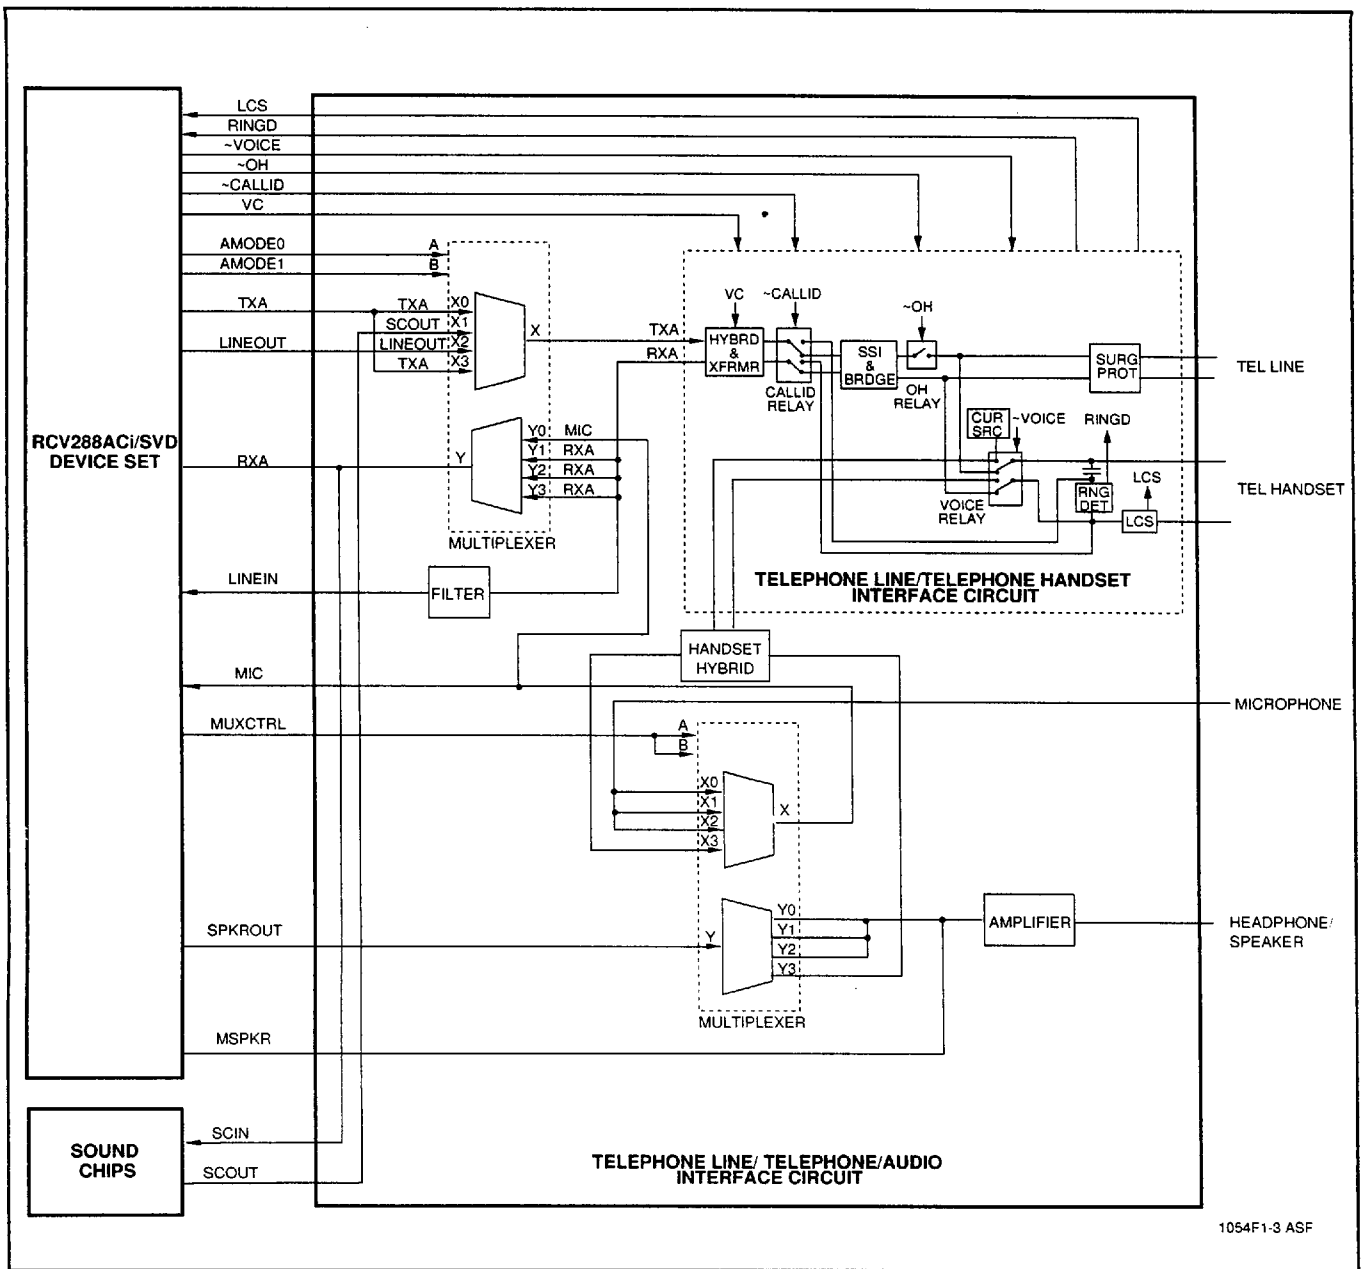 LCS
RINGD
~VOICE
~OH
~CALLID
VC
AMODE0
AMODE1
TXA
LINEOUT
A
B
TXA X0
SCOUT X1
LINEOUT X2
TXA X3
X
TXA
RXA
VC
~CALLID
~OH
HYBRD
&
XFRMR
CALLID
RELAY
SSI
&
BRDGE
OH
RELAY
SURG
PROT
TEL LINE
CUR
SRC
~VOICE
RINGD
VOICE
RELAY
RNG
DET
LCS
LCS
TEL HANDSET
TELEPHONE LINE/TELEPHONE HANDSET
INTERFACE CIRCUIT
RCV288ACi/SVD
DEVICE SET
RXA
Y
Y0 MIC
Y1 RXA
Y2 RXA
Y3 RXA
MULTIPLEXER
LINEIN
FILTER
HANDSET
HYBRID
MIC
MICROPHONE
MUXCTRL
A
B
X0
X1
X2
X3
X
SPKROUT
Y
Y0
Y1
Y2
Y3
AMPLIFIER
HEADPHONE/
SPEAKER
MULTIPLEXER
MSPKR
SOUND
CHIPS
SCIN
SCOUT
TELEPHONE LINE/ TELEPHONE/AUDIO
INTERFACE CIRCUIT
1054F1-3 ASF